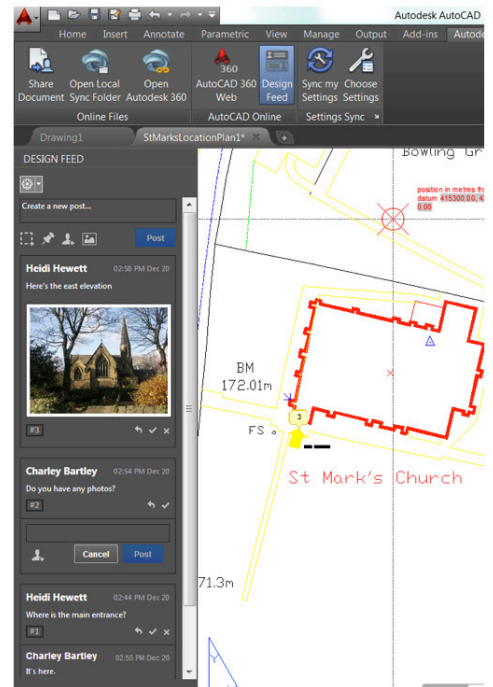 Autodesk AutoCAD
Home Insert Annotate Parametric View Manage Output Add-ins Autode
360
Share Document
Open Local Sync Folder
Open Autodesk 360
AutoCAD 360 Web
Design Feed
Sync my Settings
Choose Settings
Online Files
AutoCAD Online
Settings Sync
Drawing1
StMarksLocationPlan1*
DESIGN FEED
Create a new post...
Post
Heidi Hewett 02:58 PM Dec 20
Here's the east elevation
#3
Charley Bartley 02:54 PM Dec 20
Do you have any photos?
#2
Cancel Post
Heidi Hewett 02:44 PM Dec 20
Where is the main entrance?
#1
Charley Bartley 02:55 PM Dec 20
It's here.
Bowling Gr
position in metres fro
datum 415300.00, 4
0.00
BM
172.01m
3
FS
St Mark's Church
71.3m
Y